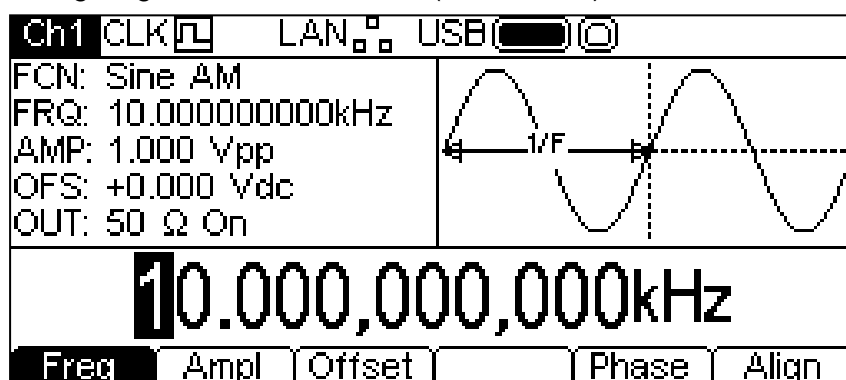 Ch1 CLK LAN USB
FCN: Sine AM
FRQ: 10.000000000kHz
AMP: 1.000 Vpp
OFS: +0.000 Vdc
OUT: 50 Ω On
1/F
10.000,000,000kHz
Freq Ampl Offset Phase Align